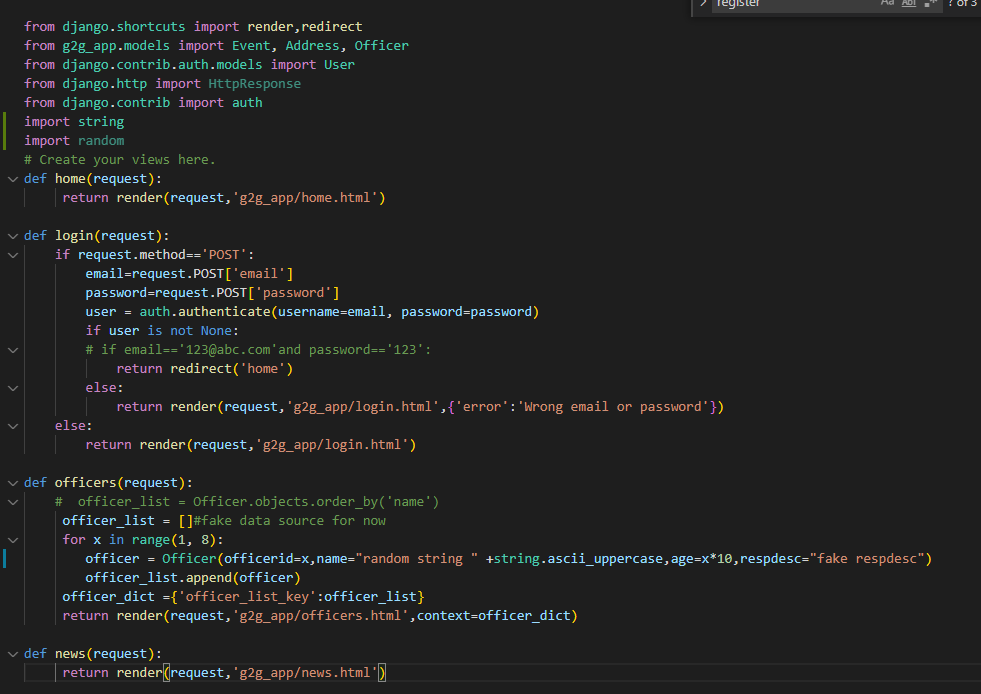 register Aa Abl .* ? of 3
from django.shortcuts import render,redirect
from g2g_app.models import Event, Address, Officer
from django.contrib.auth.models import User
from django.http import HttpResponse
from django.contrib import auth
import string
import random
# Create your views here.
def home(request):
    return render(request,'g2g_app/home.html')
def login(request):
    if request.method=='POST':
        email=request.POST['email']
        password=request.POST['password']
        user = auth.authenticate(username=email, password=password)
        if user is not None:
        # if email=='123@abc.com'and password=='123':
            return redirect('home')
        else:
            return render(request,'g2g_app/login.html',{'error':'Wrong email or password'})
    else:
        return render(request,'g2g_app/login.html')
def officers(request):
    #  officer_list = Officer.objects.order_by('name')
     officer_list = []#fake data source for now
     for x in range(1, 8):
        officer = Officer(officerid=x,name="random string " +string.ascii_uppercase,age=x*10,respdesc="fake respdesc")
        officer_list.append(officer)
     officer_dict ={'officer_list_key':officer_list}
     return render(request,'g2g_app/officers.html',context=officer_dict)
def news(request):
     return render(request,'g2g_app/news.html')